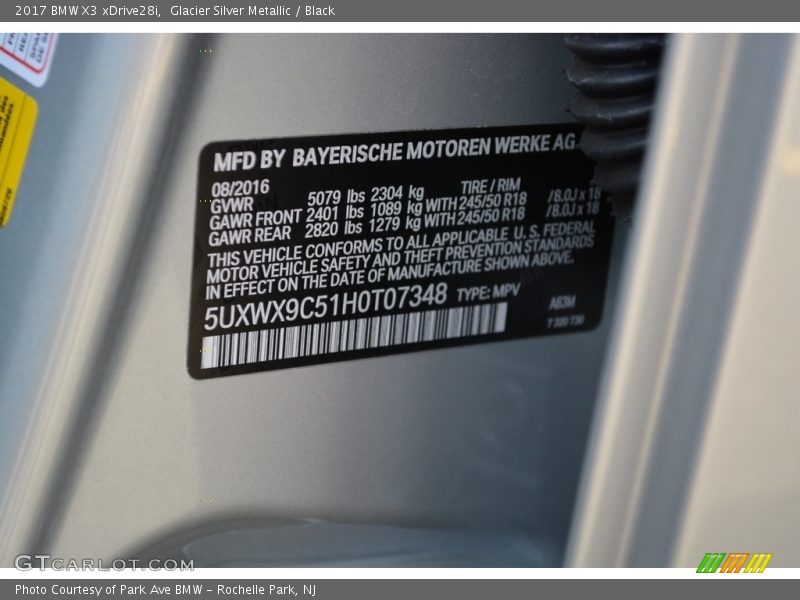 2017 BMW X3 xDrive28i,  Glacier Silver Metallic / Black
MFD BY BAYERISCHE MOTOREN WERKE AG
08/2016 TIRE / RIM
GVWR 5079 lbs 2304 kg
GAWR FRONT 2401 lbs 1089 kg WITH 245/50 R18 /8.0J x 18
GAWR REAR 2820 lbs 1279 kg WITH 245/50 R18 /8.0J x 18
THIS VEHICLE CONFORMS TO ALL APPLICABLE U.S. FEDERAL
MOTOR VEHICLE SAFETY AND THEFT PREVENTION STANDARDS
IN EFFECT ON THE DATE OF MANUFACTURE SHOWN ABOVE.
5UXWX9C51H0T07348 TYPE: MPV A83M
7 320 730
GTcarlot.com
Photo Courtesy of Park Ave BMW – Rochelle Park, NJ